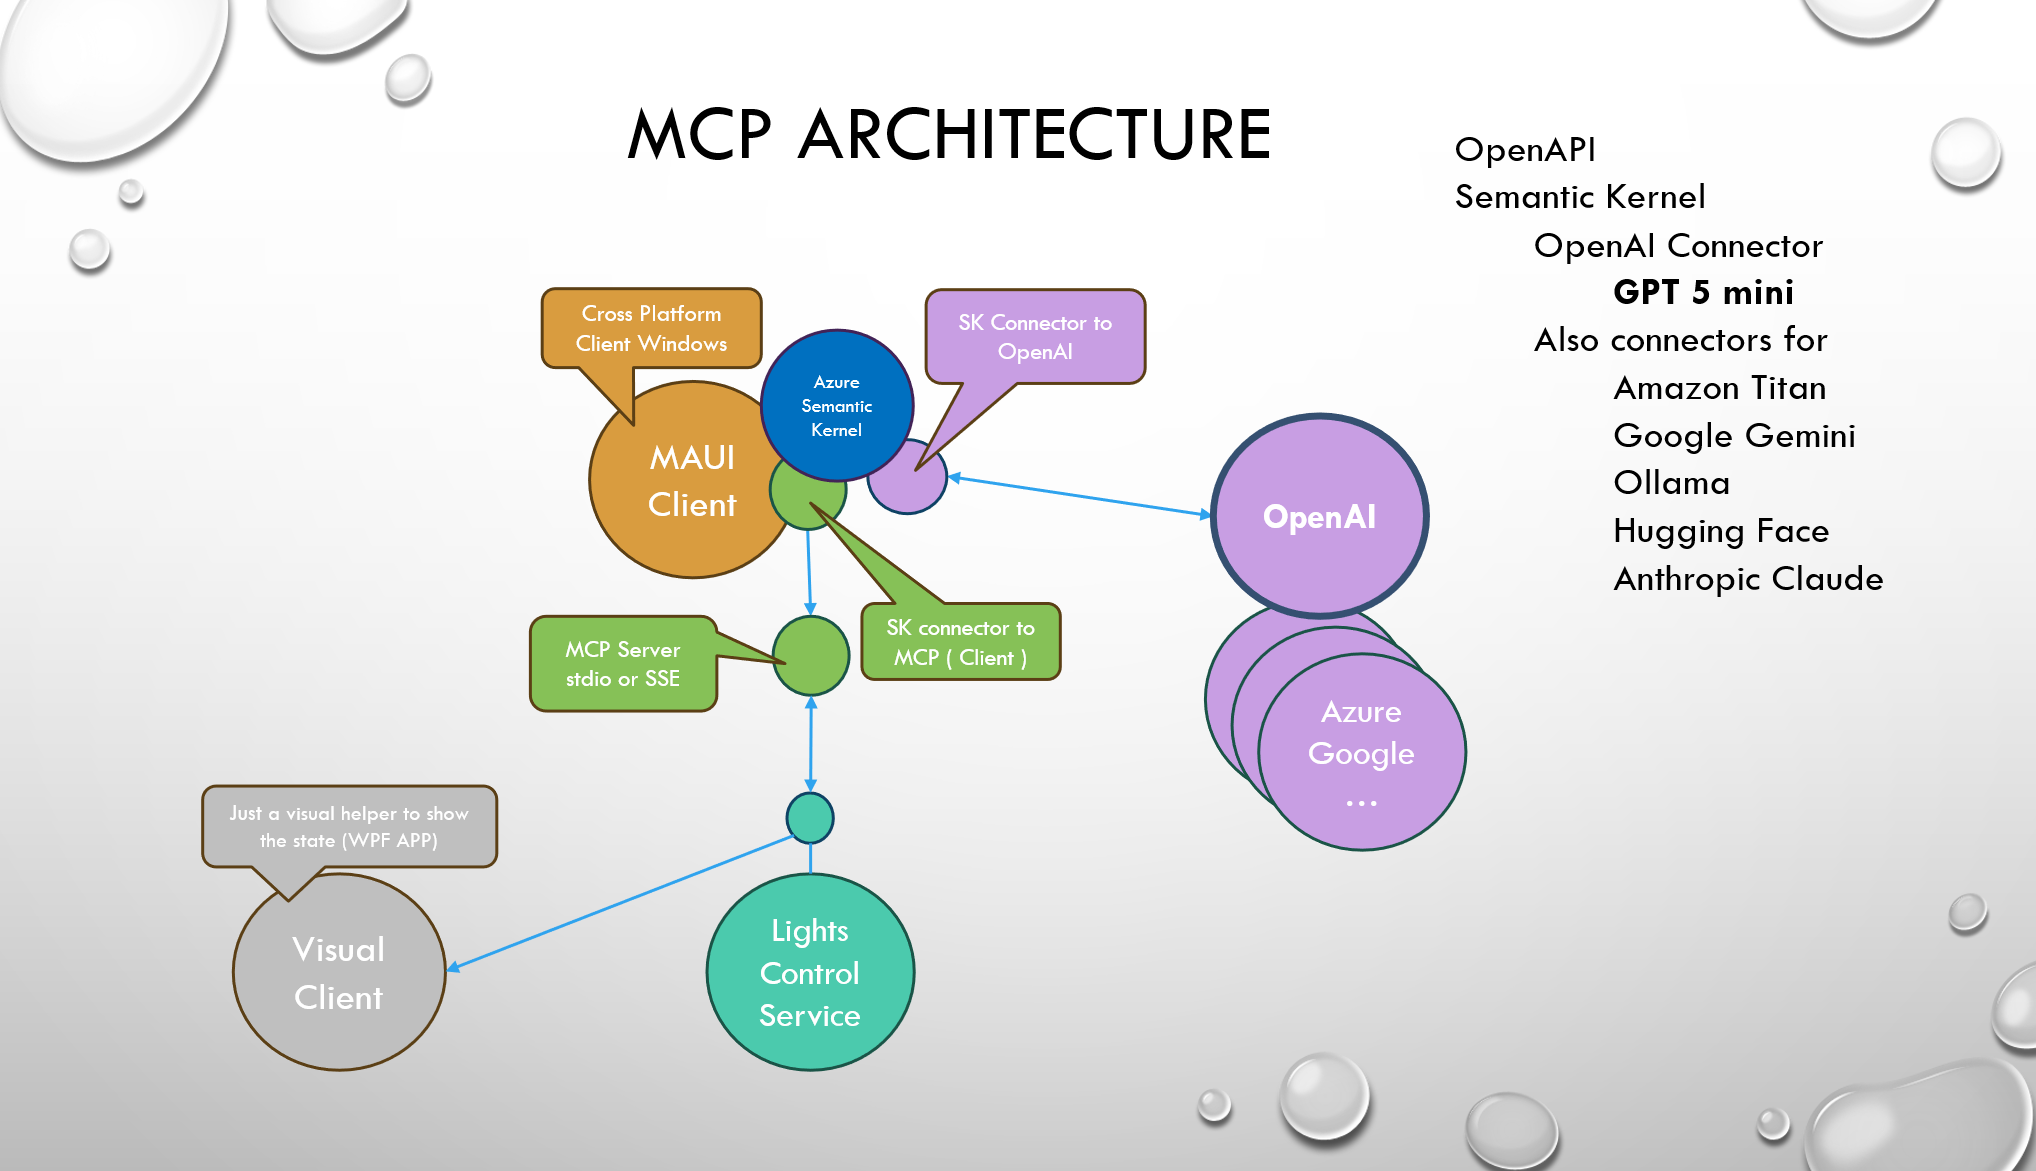 MCP ARCHITECTURE
OpenAPI
Semantic Kernel
OpenAI Connector
GPT 5 mini
Also connectors for
Amazon Titan
Google Gemini
Ollama
Hugging Face
Anthropic Claude
Cross Platform
Client Windows
Azure
Semantic
Kernel
SK Connector to
OpenAI
MAUI
Client
OpenAI
MCP Server
stdio or SSE
SK connector to
MCP ( Client )
Azure
Google
...
Just a visual helper to show
the state (WPF APP)
Visual
Client
Lights
Control
Service